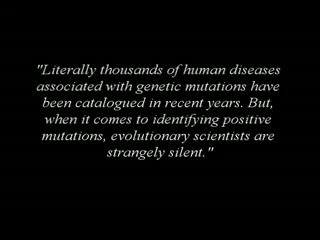 "Literally thousands of human diseases
associated with genetic mutations have
been catalogued in recent years. But,
when it comes to identifying positive
mutations, evolutionary scientists are
strangely silent."